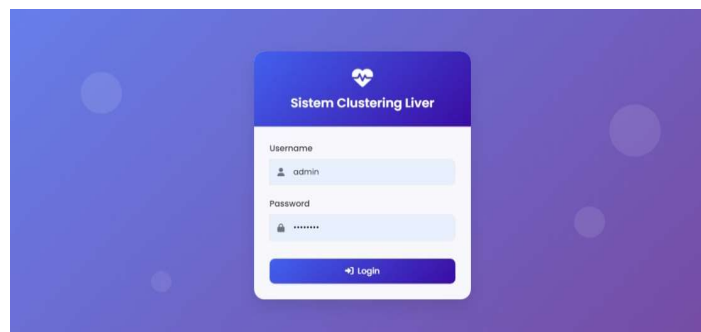 Sistem Clustering Liver
Username
admin
Password
••••••••
Login